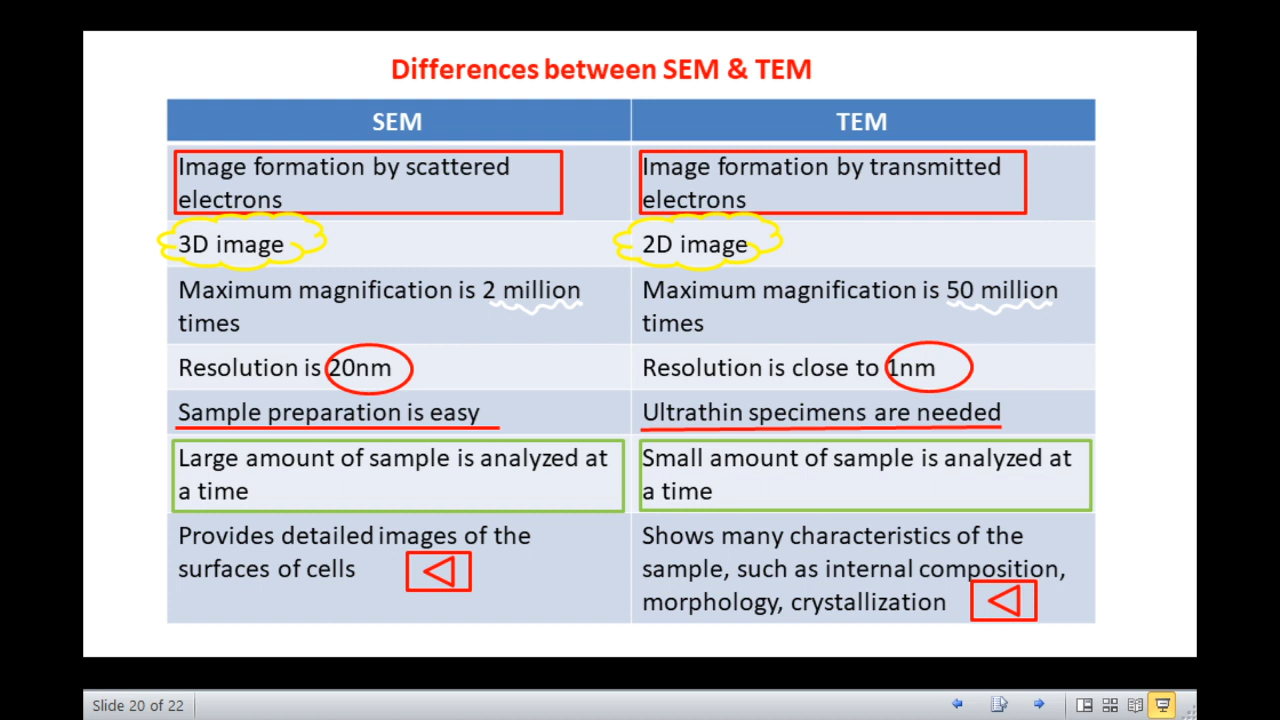 Differences between SEM & TEM
SEM
TEM
Image formation by scattered
electrons
Image formation by transmitted
electrons
3D image
2D image
Maximum magnification is 2 million
times
Maximum magnification is 50 million
times
Resolution is 20nm
Resolution is close to 1nm
Sample preparation is easy
Ultrathin specimens are needed
Large amount of sample is analyzed at
a time
Small amount of sample is analyzed at
a time
Provides detailed images of the
surfaces of cells
Shows many characteristics of the
sample, such as internal composition,
morphology, crystallization
Slide 20 of 22